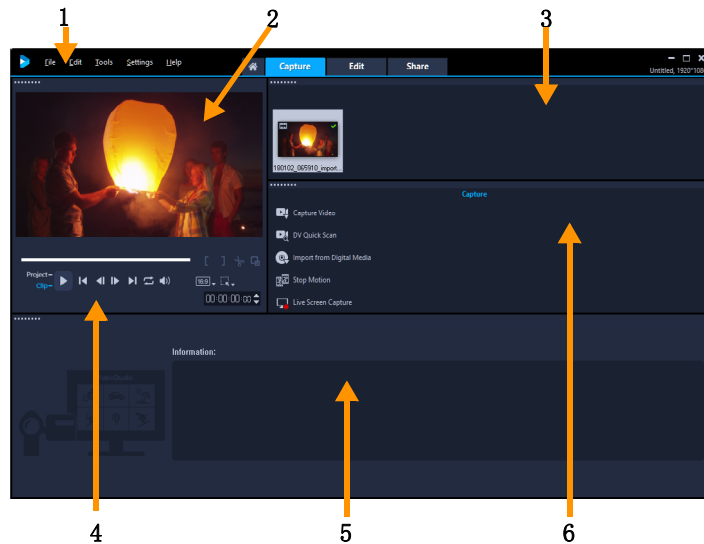 1
2
3
File Edit Tools Settings Help
Capture Edit Share
Untitled, 1920*108
180102_065910_import...
Capture
Capture Video
DV Quick Scan
Import from Digital Media
Stop Motion
Live Screen Capture
Project
Clip
16:9
00:00:00:00
Information:
4
5
6